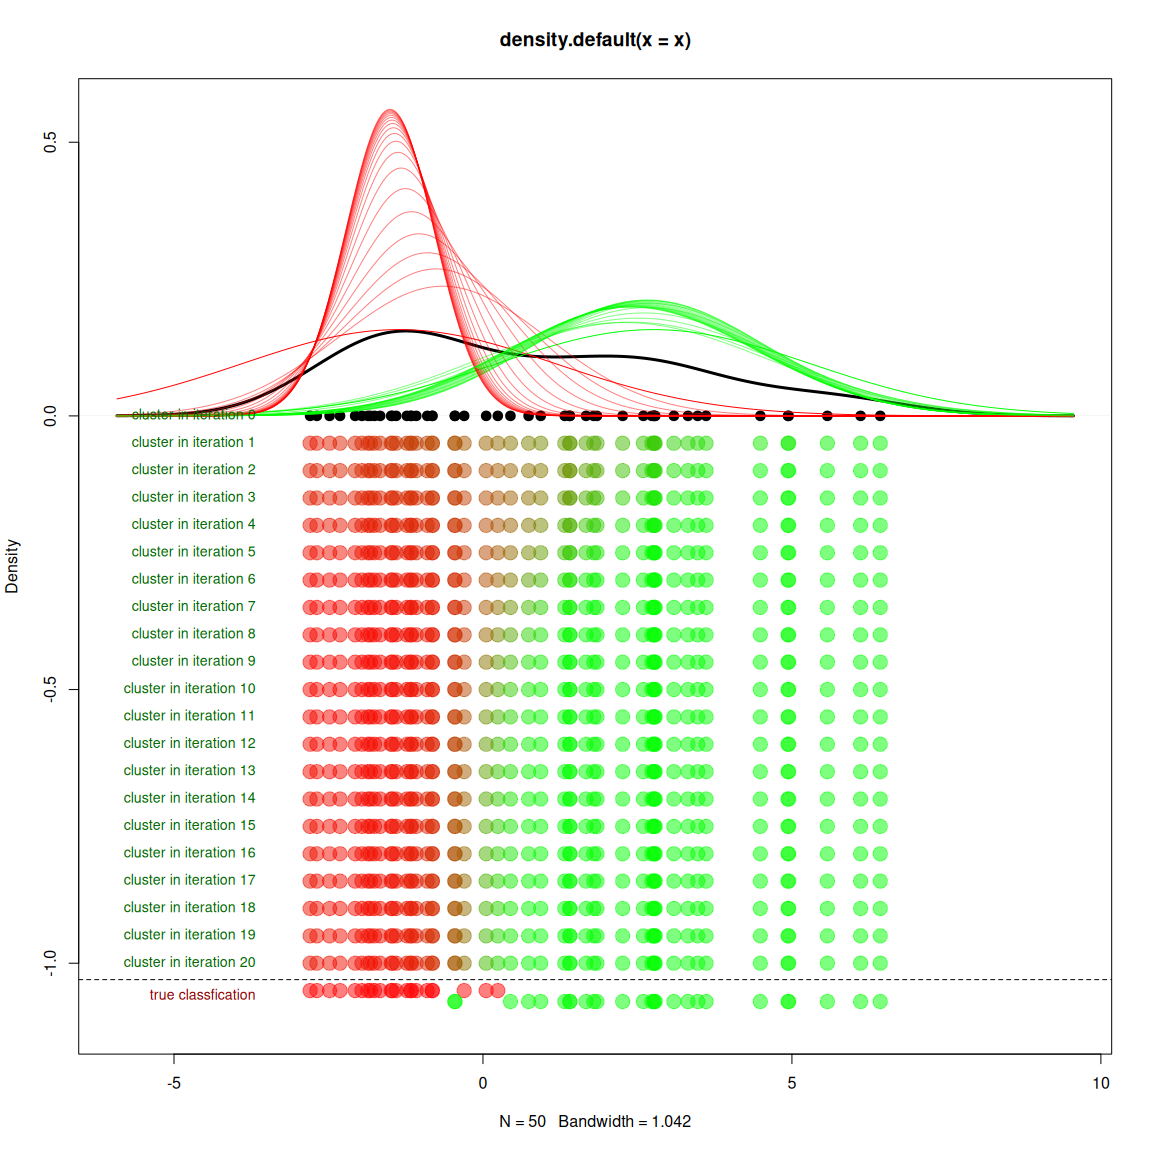 density.default(x = x)
0.5
0.0
-0.5
-1.0
Density
cluster in iteration 0
cluster in iteration 1
cluster in iteration 2
cluster in iteration 3
cluster in iteration 4
cluster in iteration 5
cluster in iteration 6
cluster in iteration 7
cluster in iteration 8
cluster in iteration 9
cluster in iteration 10
cluster in iteration 11
cluster in iteration 12
cluster in iteration 13
cluster in iteration 14
cluster in iteration 15
cluster in iteration 16
cluster in iteration 17
cluster in iteration 18
cluster in iteration 19
cluster in iteration 20
true classfication
-5 0 5 10
N = 50 Bandwidth = 1.042